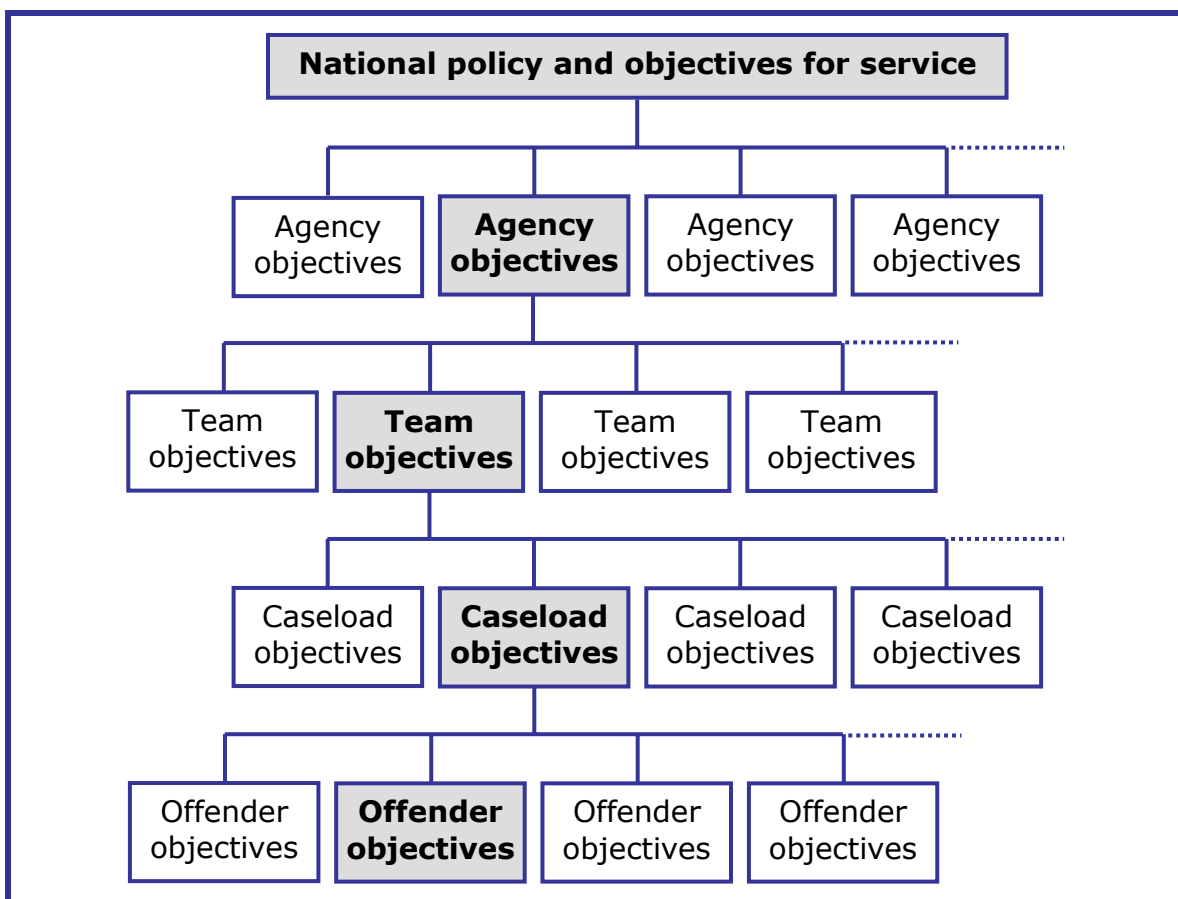 National policy and objectives for service
Agency
objectives
Agency
objectives
Agency
objectives
Agency
objectives
Team
objectives
Team
objectives
Team
objectives
Team
objectives
Caseload
objectives
Caseload
objectives
Caseload
objectives
Caseload
objectives
Offender
objectives
Offender
objectives
Offender
objectives
Offender
objectives